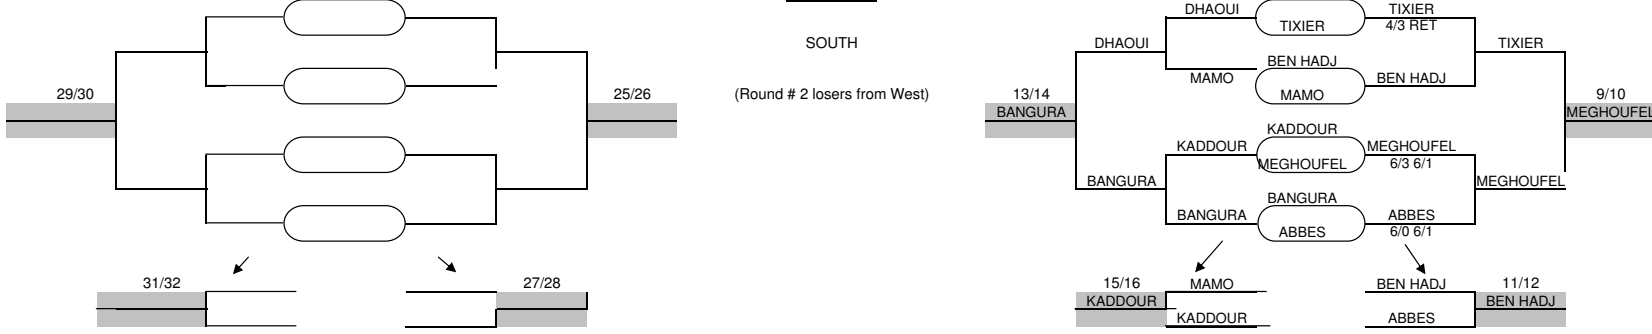 DHAOUI TIXIER
TIXIER 4/3 RET
SOUTH DHAOUI TIXIER
BEN HADJ
MAMO BEN HADJ
29/30 25/26 (Round # 2 losers from West) 13/14 MAMO 9/10
BANGURA MEGHOUFEL
KADDOUR
KADDOUR MEGHOUFEL
MEGHOUFEL 6/3 6/1
BANGURA MEGHOUFEL
BANGURA
BANGURA ABBES
ABBES 6/0 6/1
31/32 27/28 15/16 MAMO BEN HADJ 11/12
KADDOUR BEN HADJ
KADDOUR ABBES